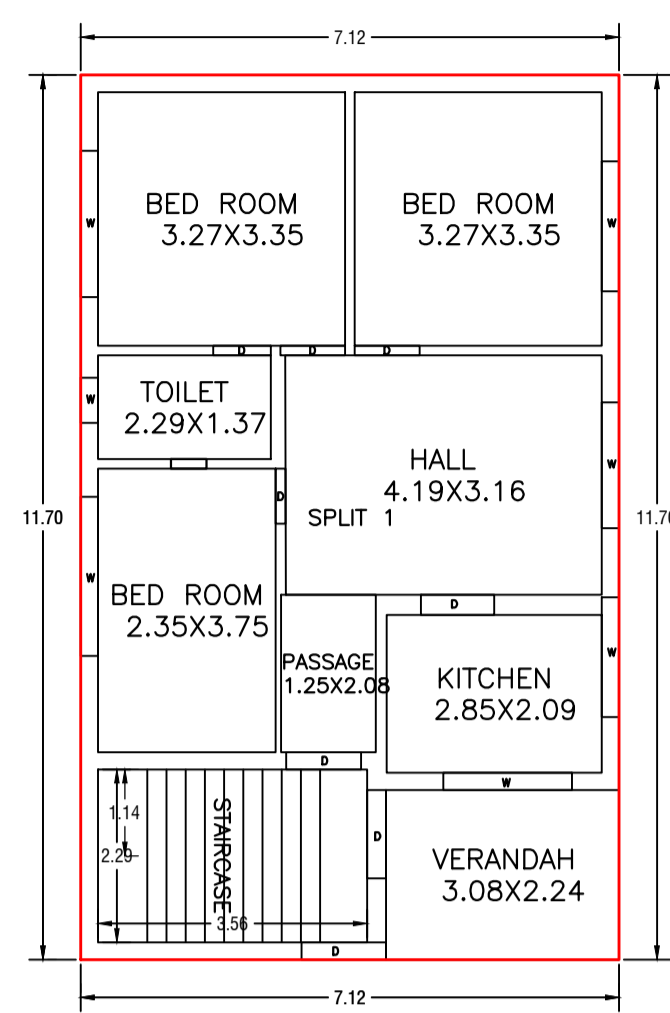 7.12
BED ROOM
3.27X3.35
BED ROOM
3.27X3.35
W
W
D
D
D
TOILET
2.29X1.37
W
HALL
4.19X3.16
W
SPLIT 1
D
11.70
11.70
BED ROOM
2.35X3.75
W
D
PASSAGE
1.25X2.08
KITCHEN
2.85X2.09
W
D
W
STAIRCASE
1.14
2.29
3.56
D
VERANDAH
3.08X2.24
D
7.12